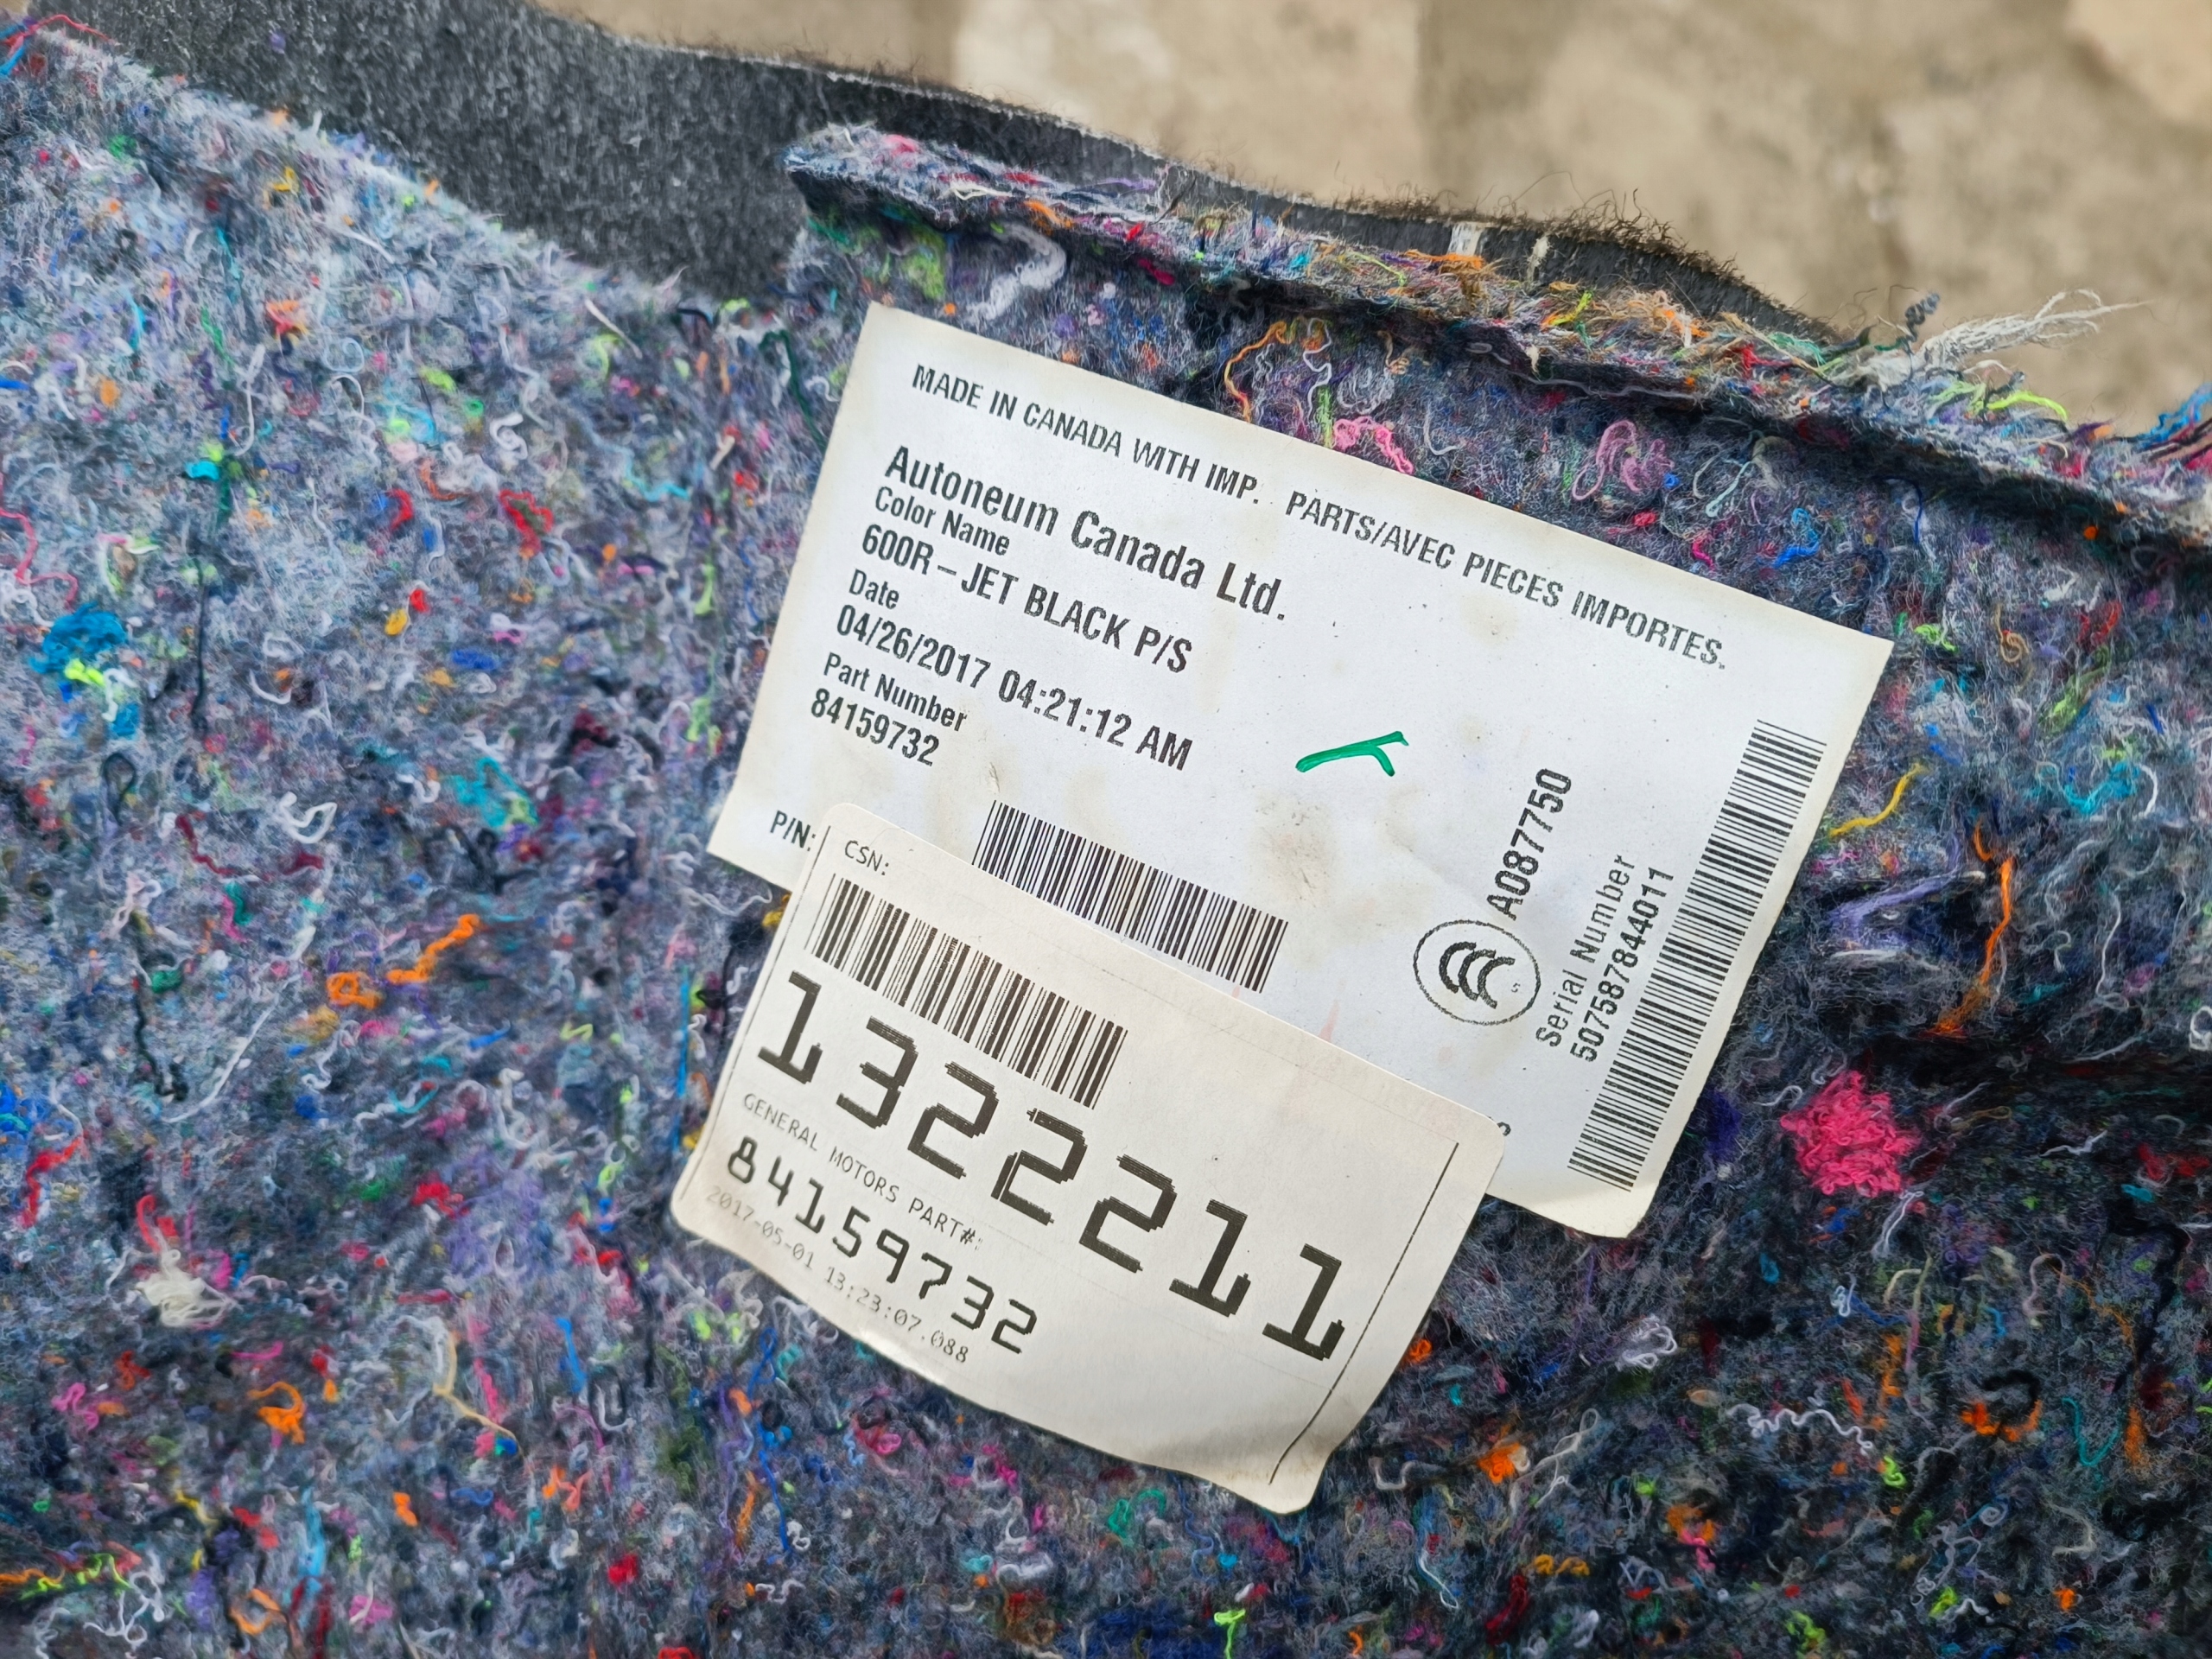 MADE IN CANADA WITH IMP. PARTS/AVEC PIECES IMPORTES.
Autoneum Canada Ltd.
Color Name
600R-JET BLACK P/S
Date
04/26/2017 04:21:12 AM
Part Number
84159732
P/N:
A087750
CCC S
Serial Number
507587844011
CSN:
1322211
GENERAL MOTORS PART#:
84159732
2017-05-01 13:23:07.088